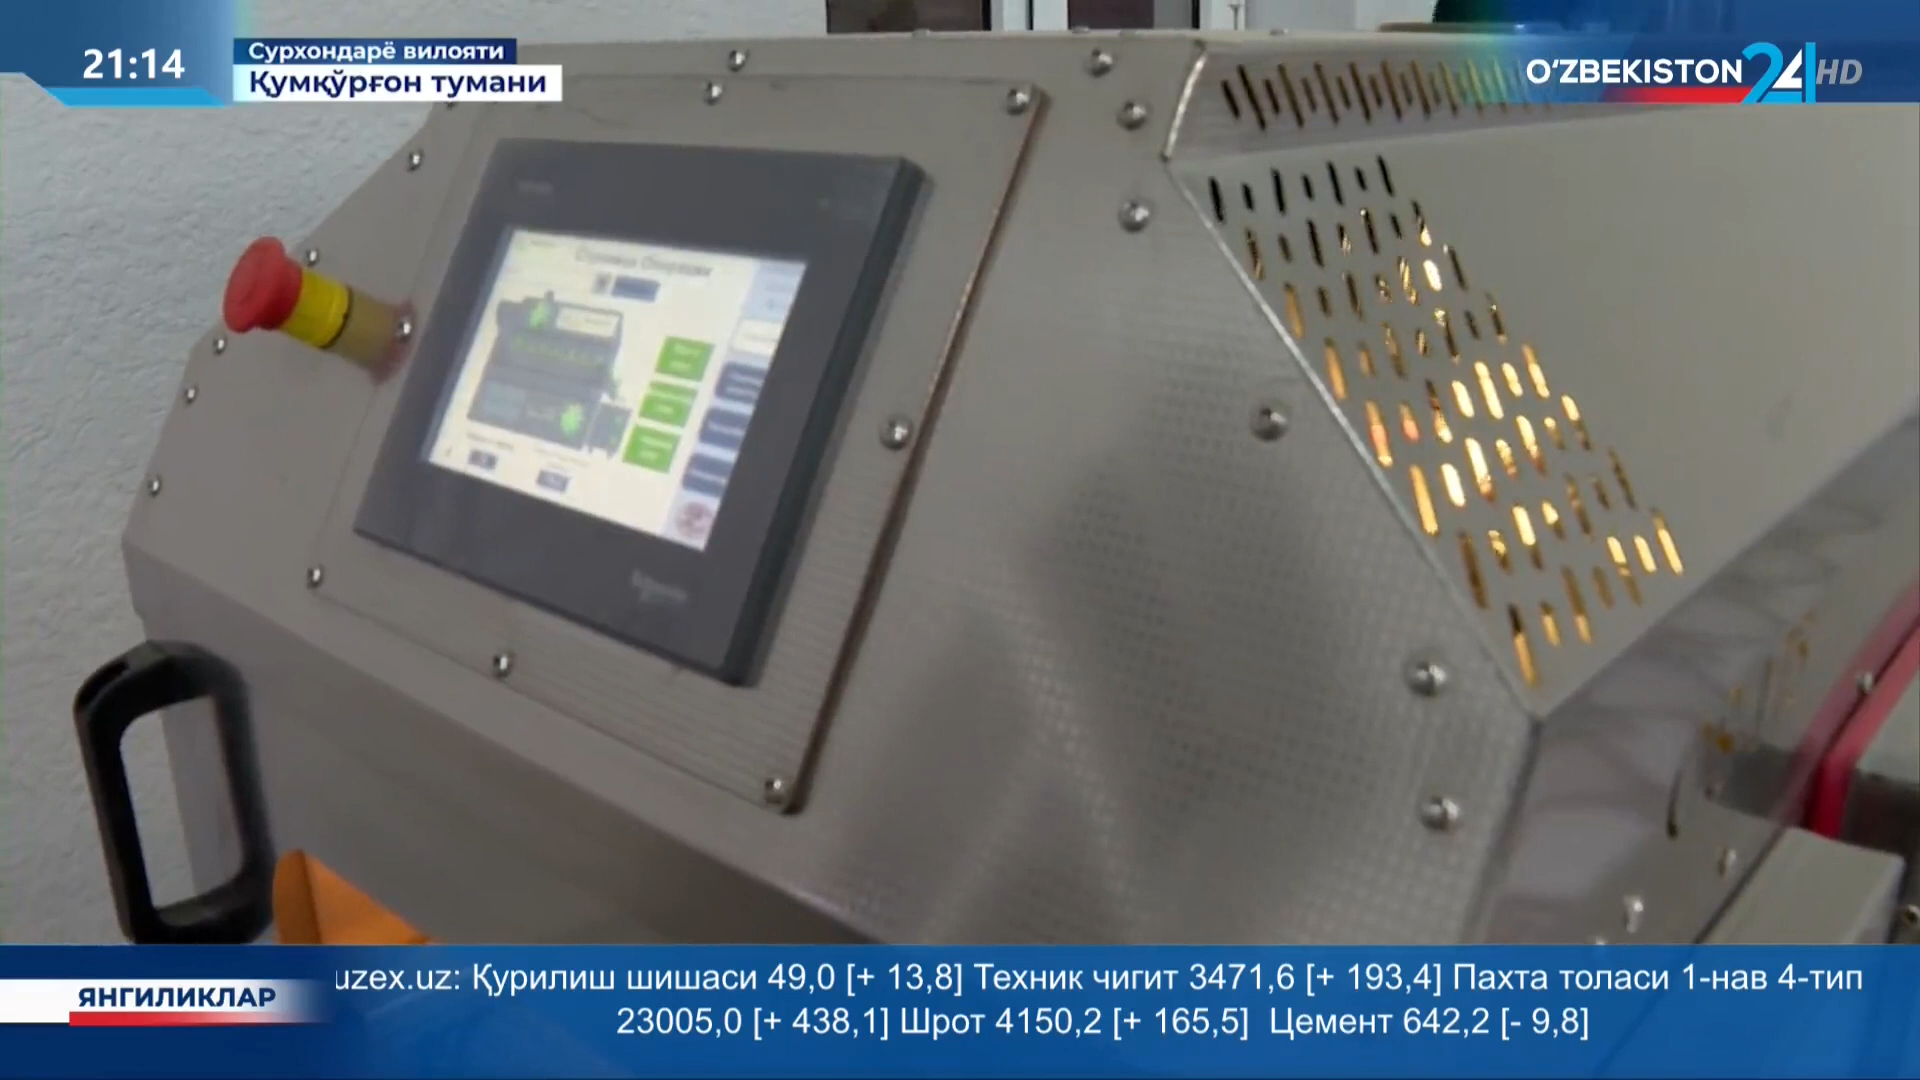 21:14
Сурхондарё вилояти
Қумқўрғон тумани
O‘ZBEKISTON 24 HD
ЯНГИЛИКЛАР
uzex.uz: Қурилиш шишаси 49,0 [+ 13,8] Техник чигит 3471,6 [+ 193,4] Пахта толаси 1-нав 4-тип
23005,0 [+ 438,1] Шрот 4150,2 [+ 165,5] Цемент 642,2 [- 9,8]